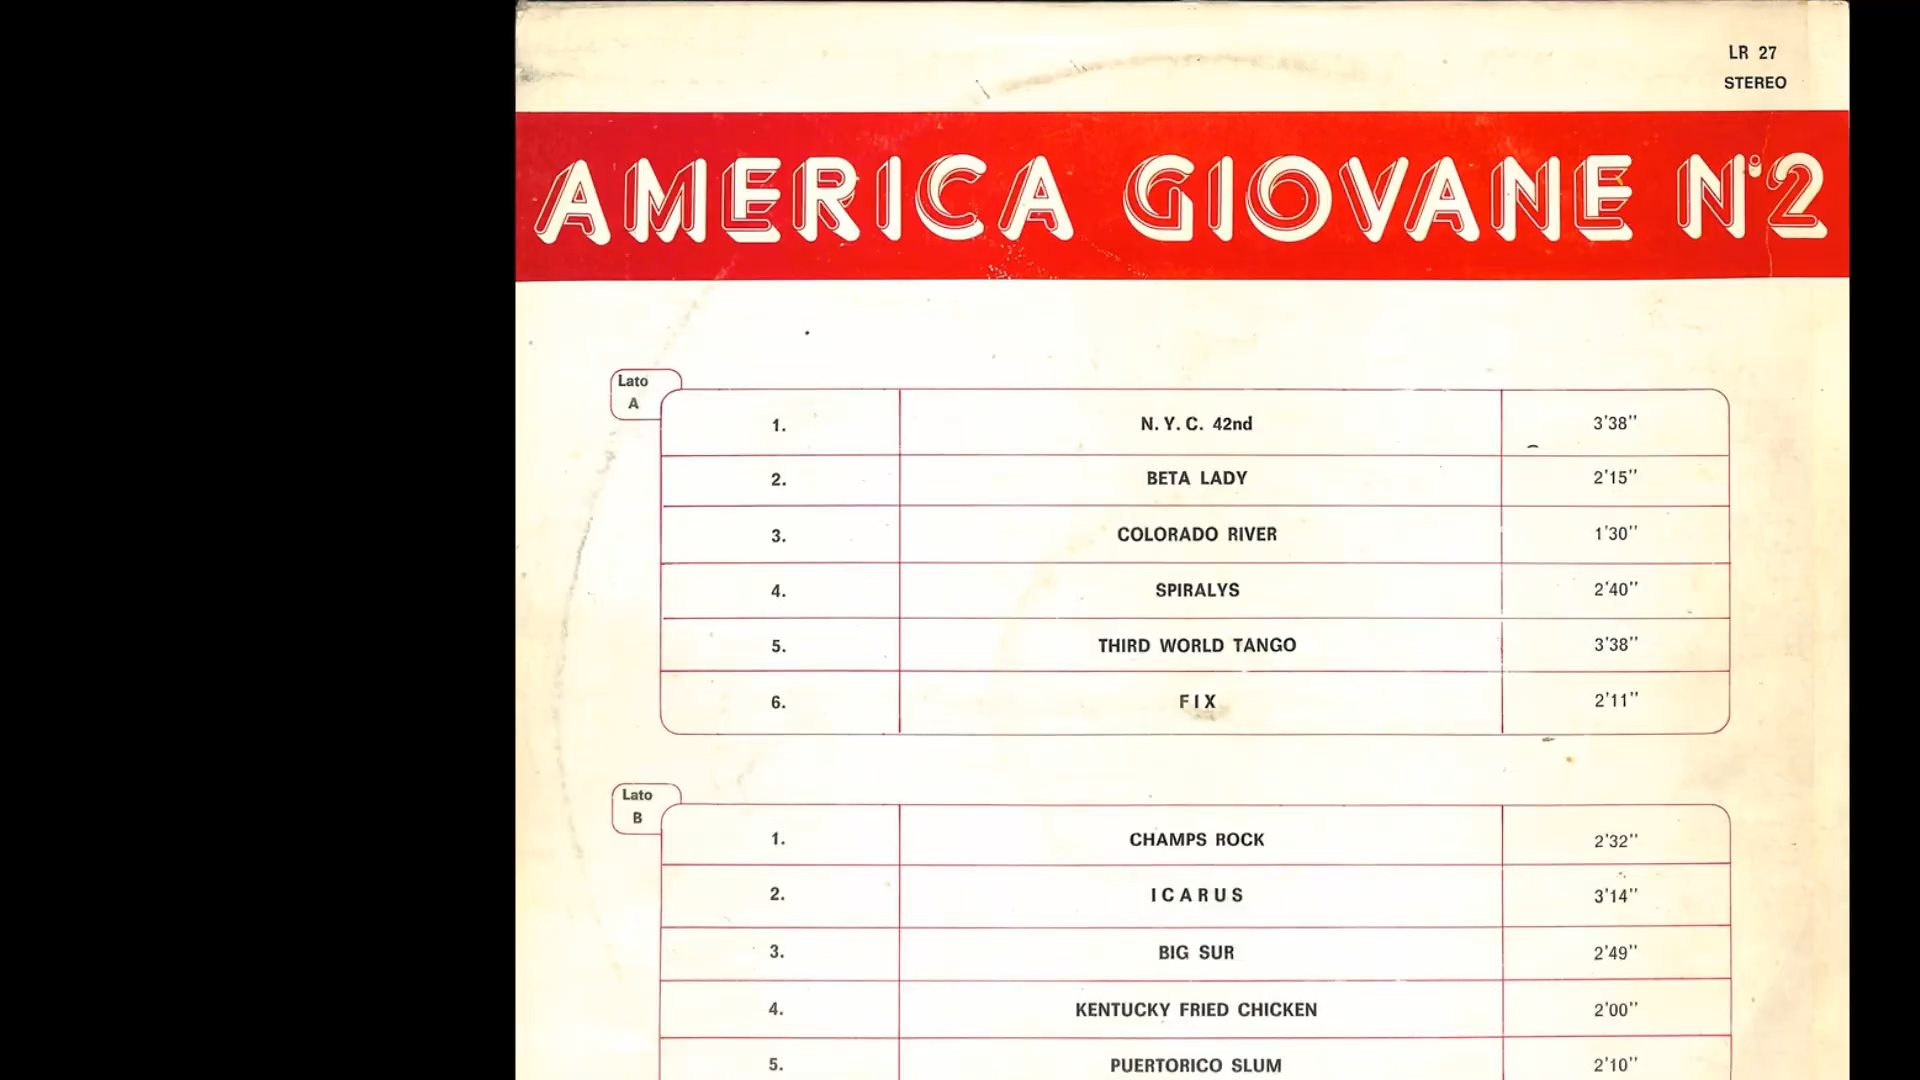 LR 27
STEREO
AMERICA GIOVANE N°2
Lato
A
1. N.Y.C. 42nd 3'38''
2. BETA LADY 2'15''
3. COLORADO RIVER 1'30''
4. SPIRALYS 2'40''
5. THIRD WORLD TANGO 3'38''
6. FIX 2'11''
Lato
B
1. CHAMPS ROCK 2'32''
2. ICARUS 3'14''
3. BIG SUR 2'49''
4. KENTUCKY FRIED CHICKEN 2'00''
5. PUERTORICO SLUM 2'10''